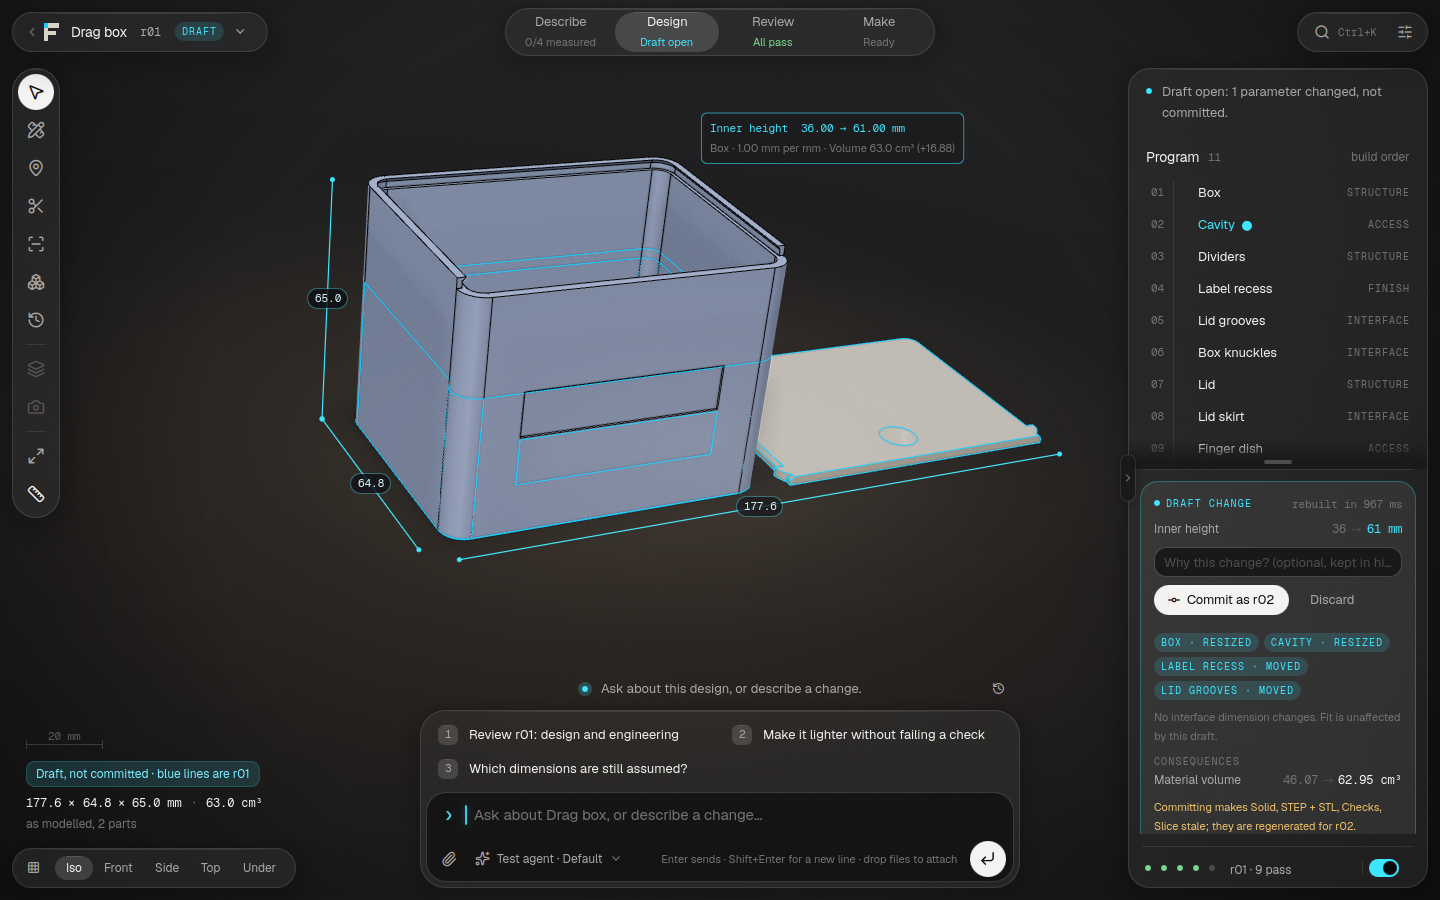 Drag box r01 DRAFT
Describe
0/4 measured
Design
Draft open
Review
All pass
Make
Ready
Ctrl+K
Inner height 36.00 → 61.00 mm
Box · 1.00 mm per mm · Volume 63.0 cm³ (+16.88)
65.0
64.8
177.6
Draft open: 1 parameter changed, not
committed.
Program 11 build order
01 Box STRUCTURE
02 Cavity ACCESS
03 Dividers STRUCTURE
04 Label recess FINISH
05 Lid grooves INTERFACE
06 Box knuckles INTERFACE
07 Lid STRUCTURE
08 Lid skirt INTERFACE
09 Finger dish ACCESS
DRAFT CHANGE rebuilt in 967 ms
Inner height 36 → 61 mm
Why this change? (optional, kept in hi...
Commit as r02 Discard
BOX · RESIZED CAVITY · RESIZED
LABEL RECESS · MOVED
LID GROOVES · MOVED
No interface dimension changes. Fit is unaffected
by this draft.
CONSEQUENCES
Material volume 46.07 → 62.95 cm³
Committing makes Solid, STEP + STL, Checks,
Slice stale; they are regenerated for r02.
r01 · 9 pass
Ask about this design, or describe a change.
1 Review r01: design and engineering
2 Make it lighter without failing a check
3 Which dimensions are still assumed?
Ask about Drag box, or describe a change...
Test agent · Default
Enter sends · Shift+Enter for a new line · drop files to attach
20 mm
Draft, not committed · blue lines are r01
177.6 × 64.8 × 65.0 mm · 63.0 cm³
as modelled, 2 parts
Iso Front Side Top Under